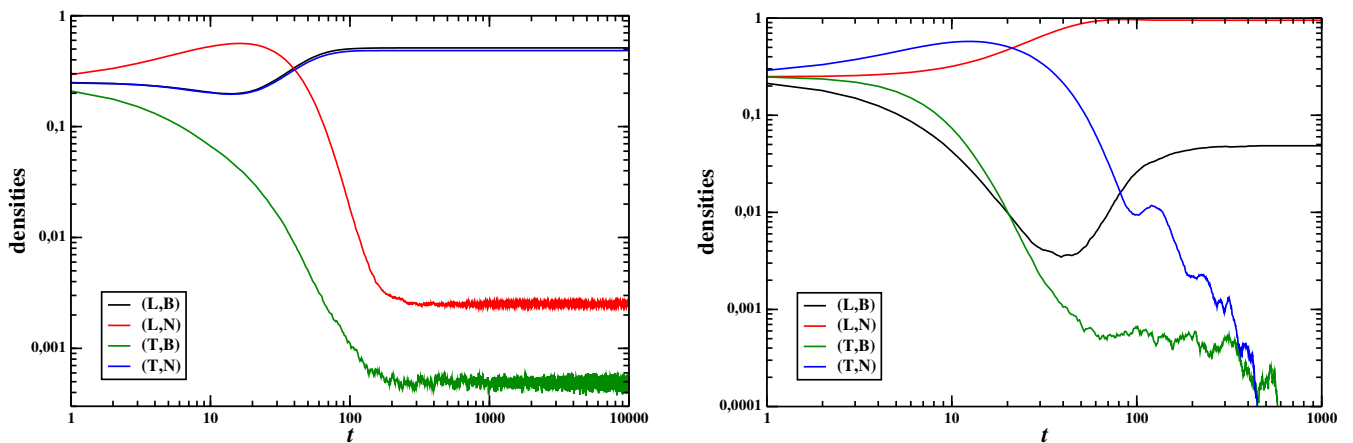 1
0,1
0,01
0,001
densities
(L,B)
(L,N)
(T,B)
(T,N)
1
10
100
1000
10000
t
1
0,1
0,01
0,001
0,0001
densities
(L,B)
(L,N)
(T,B)
(T,N)
1
10
100
1000
t